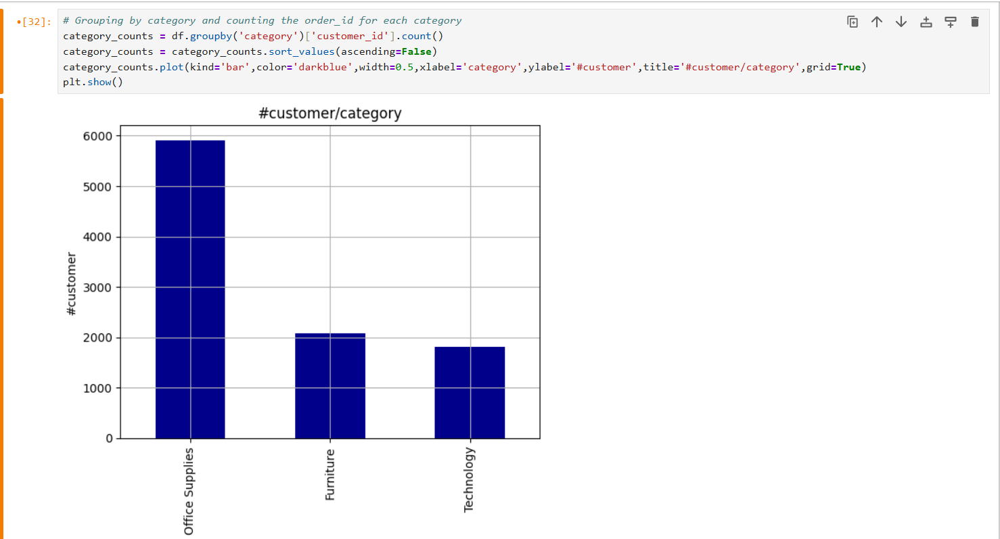 •[32]:
# Grouping by category and counting the order_id for each category
category_counts = df.groupby('category')['customer_id'].count()
category_counts = category_counts.sort_values(ascending=False)
category_counts.plot(kind='bar',color='darkblue',width=0.5,xlabel='category',ylabel='#customer',title='#customer/category',grid=True)
plt.show()
#customer/category
6000
5000
4000
3000
2000
1000
0
#customer
Office Supplies
Furniture
Technology